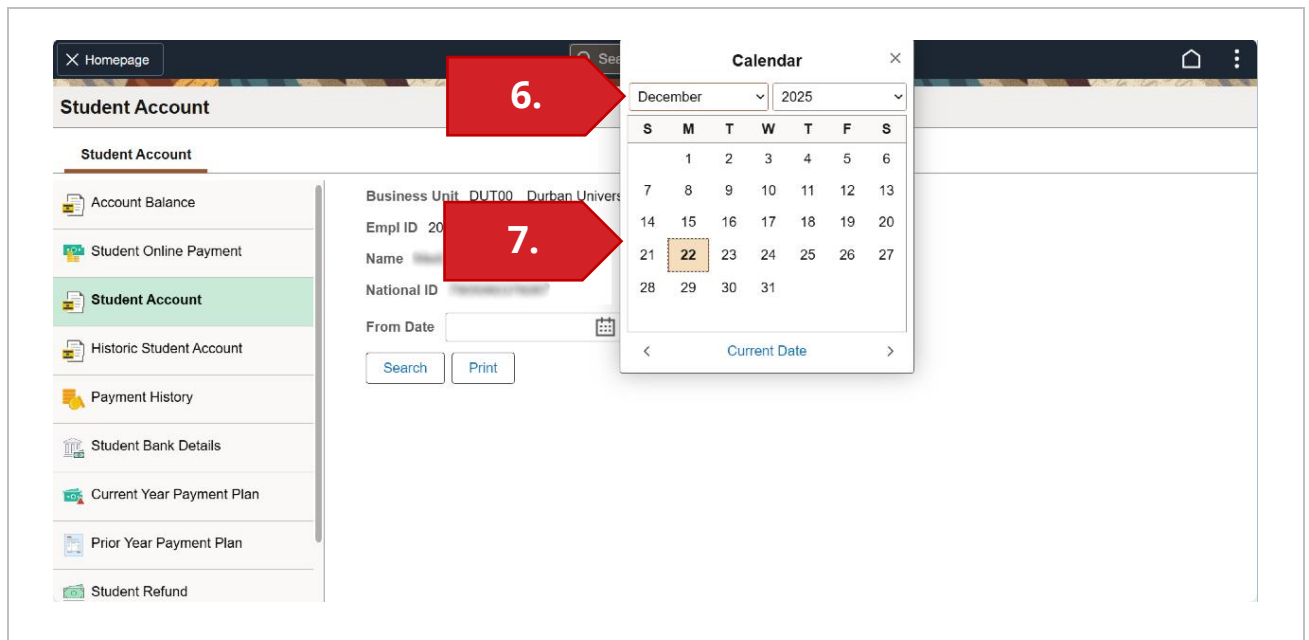 Homepage
Sea
Student Account
Student Account
Account Balance
Student Online Payment
Student Account
Historic Student Account
Payment History
Student Bank Details
Current Year Payment Plan
Prior Year Payment Plan
Student Refund
Business Unit DUT00 Durban Univers
Empl ID 20
Name
National ID
From Date
Search Print
6.
7.
Calendar
December 2025
S M T W T F S
1 2 3 4 5 6
7 8 9 10 11 12 13
14 15 16 17 18 19 20
21 22 23 24 25 26 27
28 29 30 31
Current Date